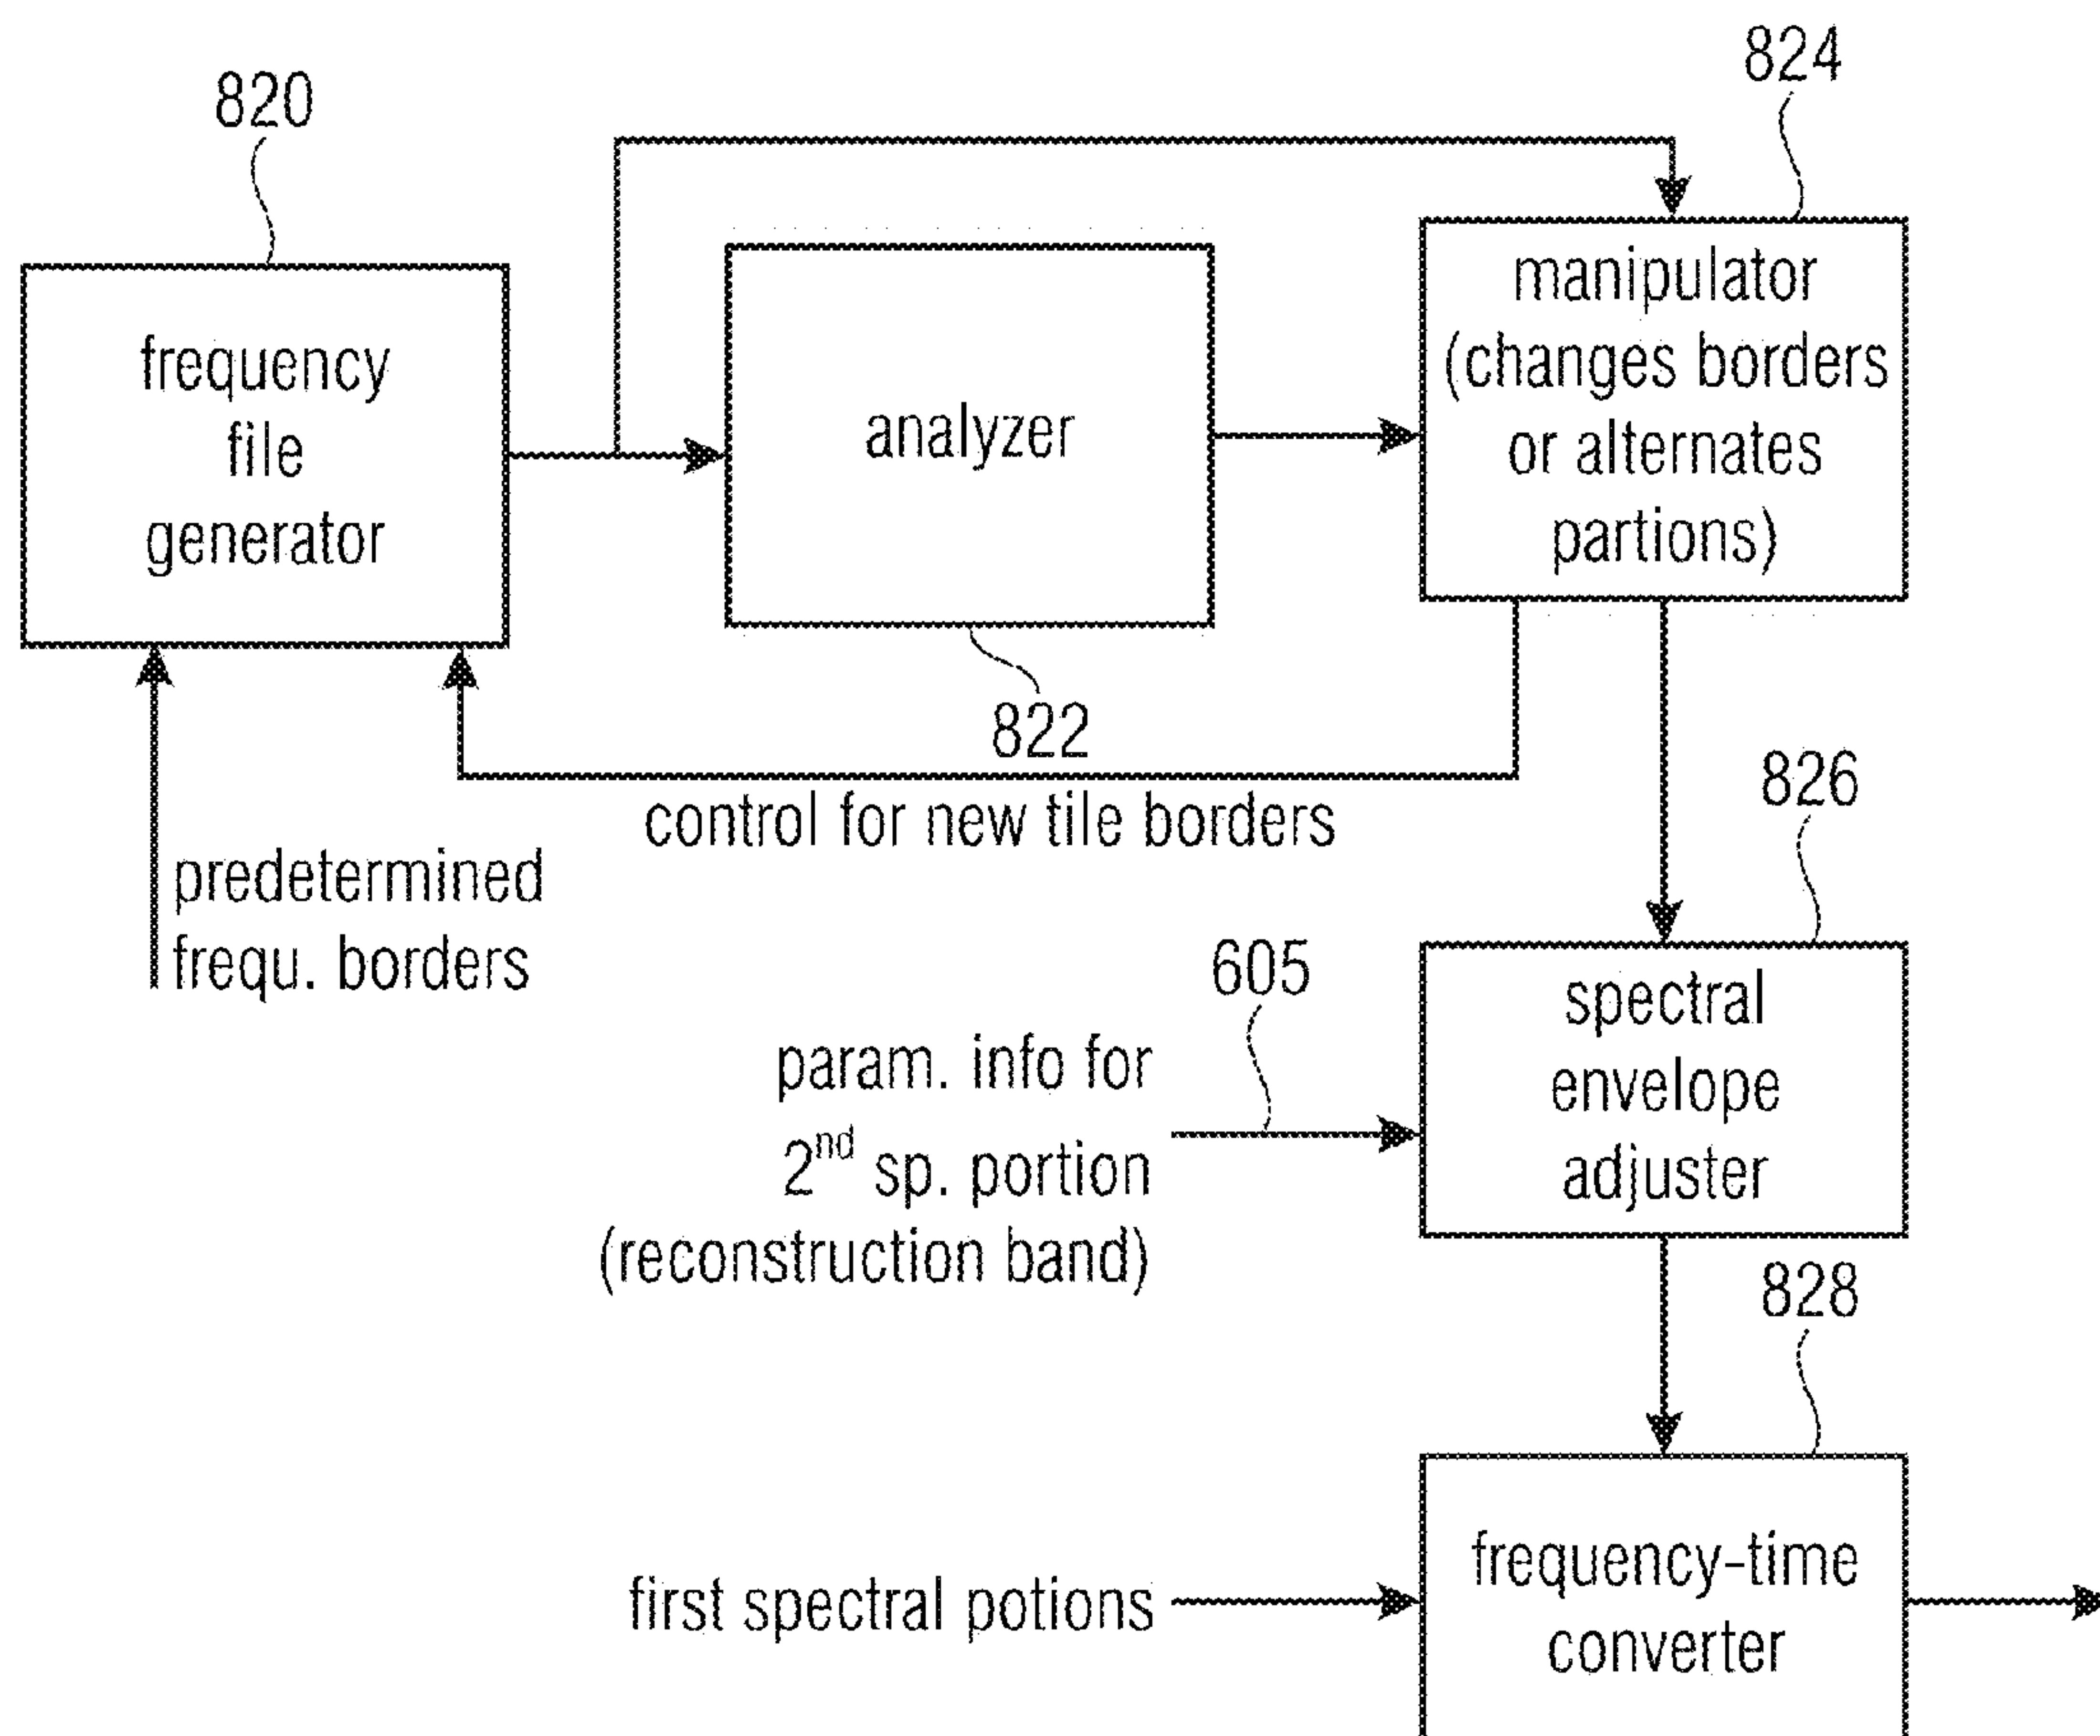 824
820
manipulator
(changes borders
or alternates
partions)
frequency
file
generator
analyzer
822
control for new tile borders
826
predetermined
frequ. borders
605
spectral
envelope
adjuster
param. info for
2nd sp. portion
(reconstruction band)
828
first spectral potions
frequency-time
converter